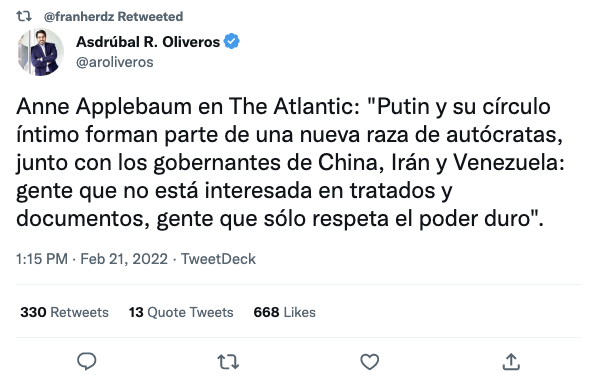 @franherdz Retweeted
Asdrúbal R. Oliveros
@aroliveros
Anne Applebaum en The Atlantic: "Putin y su círculo
íntimo forman parte de una nueva raza de autócratas,
junto con los gobernantes de China, Irán y Venezuela:
gente que no está interesada en tratados y
documentos, gente que sólo respeta el poder duro".
1:15 PM · Feb 21, 2022 · TweetDeck
330 Retweets 13 Quote Tweets 668 Likes